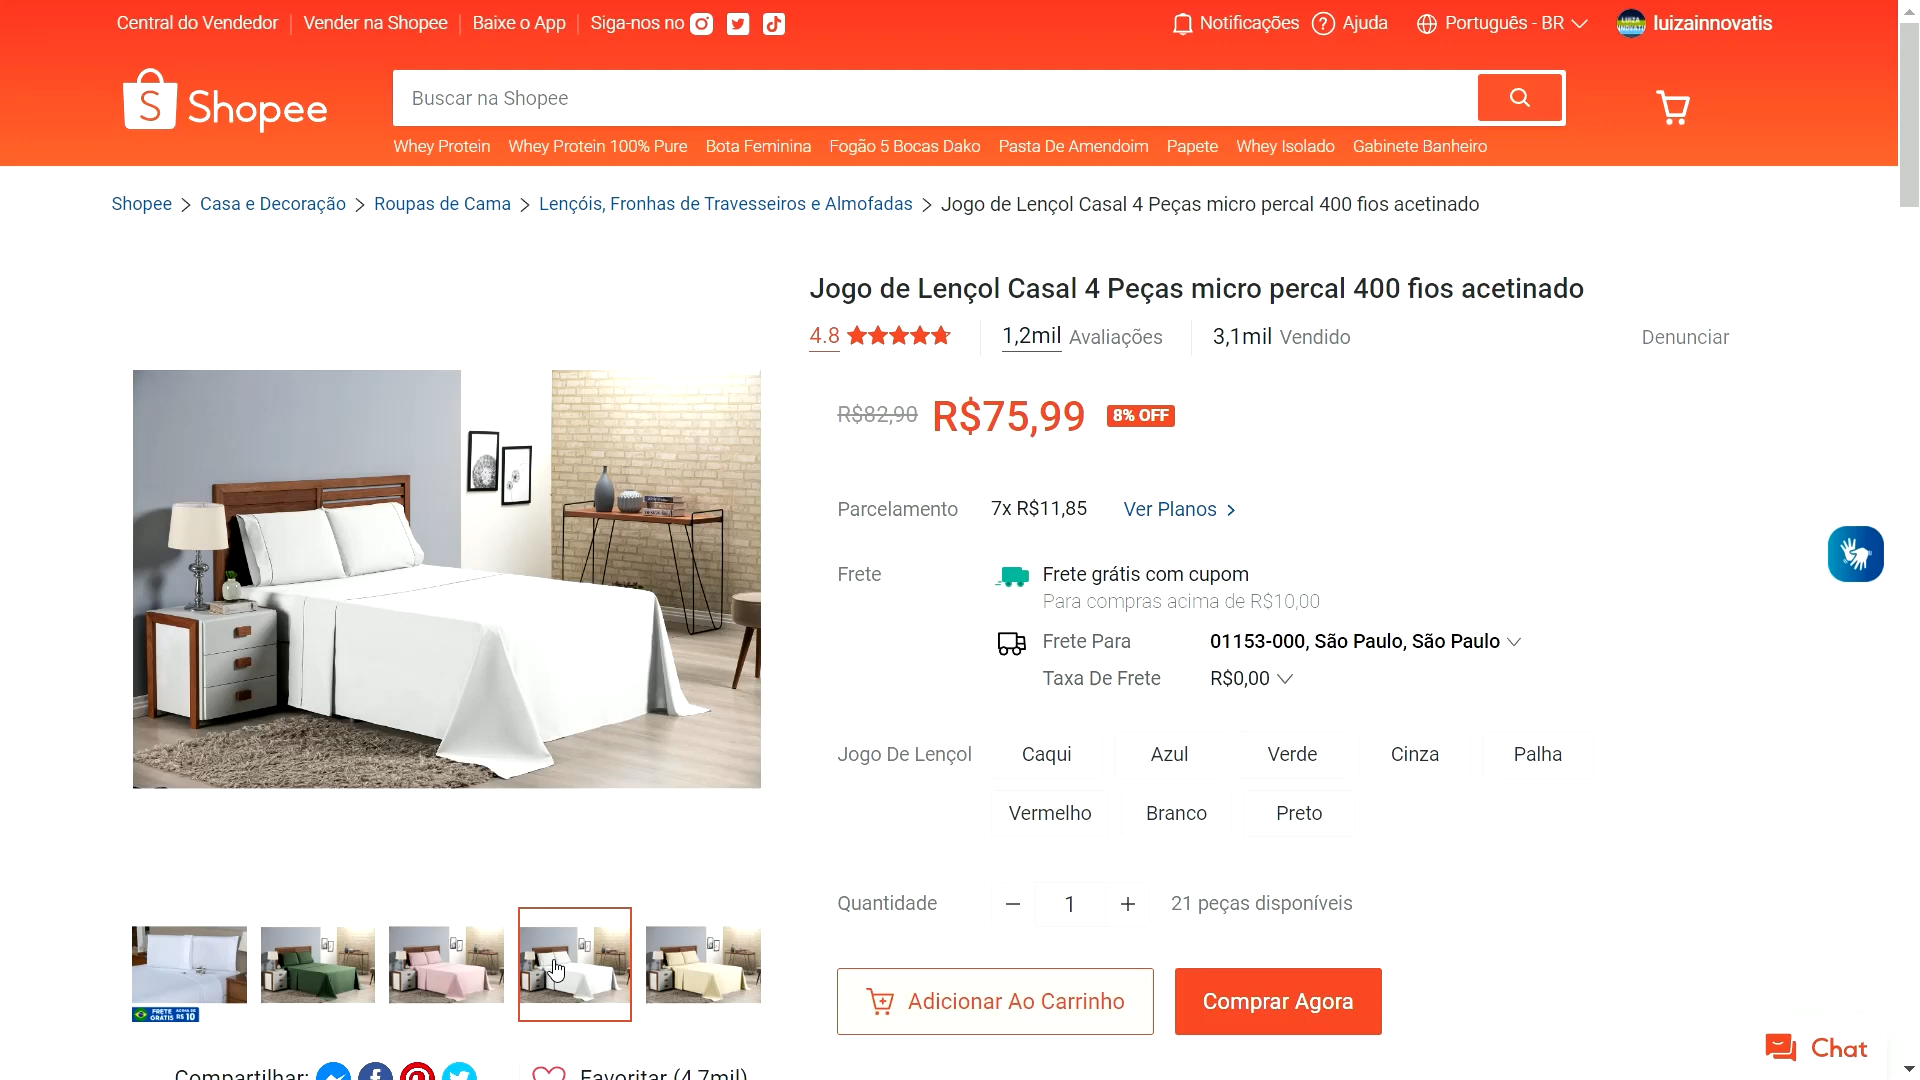 Central do Vendedor Vender na Shopee Baixe o App Siga-nos no
Notificações Ajuda Português - BR luizainnovatis
Shopee
Buscar na Shopee
Whey Protein Whey Protein 100% Pure Bota Feminina Fogão 5 Bocas Dako Pasta De Amendoim Papete Whey Isolado Gabinete Banheiro
Shopee > Casa e Decoração > Roupas de Cama > Lençóis, Fronhas de Travesseiros e Almofadas > Jogo de Lençol Casal 4 Peças micro percal 400 fios acetinado
Jogo de Lençol Casal 4 Peças micro percal 400 fios acetinado
4.8 1,2mil Avaliações 3,1mil Vendido Denunciar
R$82,90 R$75,99 8% OFF
Parcelamento 7x R$11,85 Ver Planos >
Frete Frete grátis com cupom
Para compras acima de R$10,00
Frete Para 01153-000, São Paulo, São Paulo
Taxa De Frete R$0,00
Jogo De Lençol Caqui Azul Verde Cinza Palha
Vermelho Branco Preto
Quantidade 1 21 peças disponíveis
FRETE GRÁTIS R$ 10
Adicionar Ao Carrinho Comprar Agora
Chat
Compartilhar: Favoritar (4,7mil)